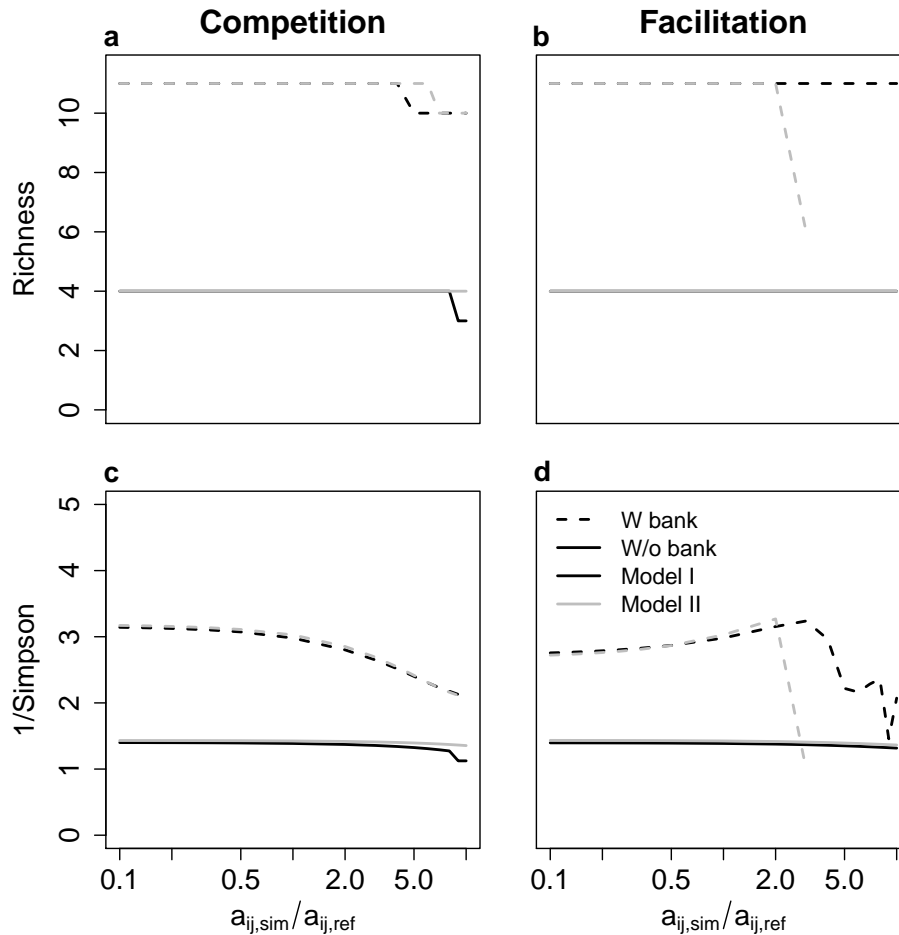 Competition
Facilitation
a
b
Richness
0
2
4
6
8
10
c
d
1/Simpson
0
1
2
3
4
5
W bank
W/o bank
Model I
Model II
0.1
0.5
2.0
5.0
0.1
0.5
2.0
5.0
a_ij,sim/a_ij,ref
a_ij,sim/a_ij,ref